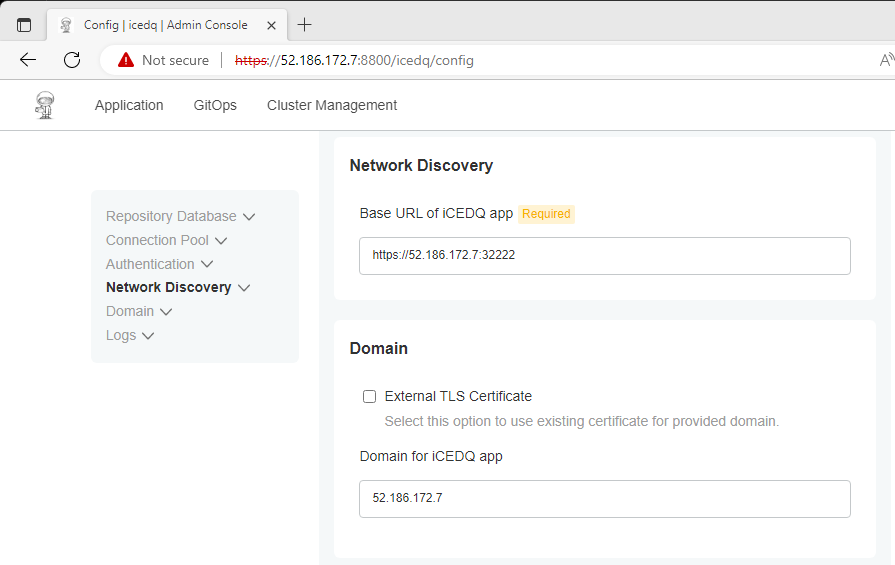 Config | icedq | Admin Console
Not secure https://52.186.172.7:8800/icedq/config
Application GitOps Cluster Management
Repository Database
Connection Pool
Authentication
Network Discovery
Domain
Logs
Network Discovery
Base URL of iCEDQ app Required
https://52.186.172.7:32222
Domain
External TLS Certificate
Select this option to use existing certificate for provided domain.
Domain for iCEDQ app
52.186.172.7